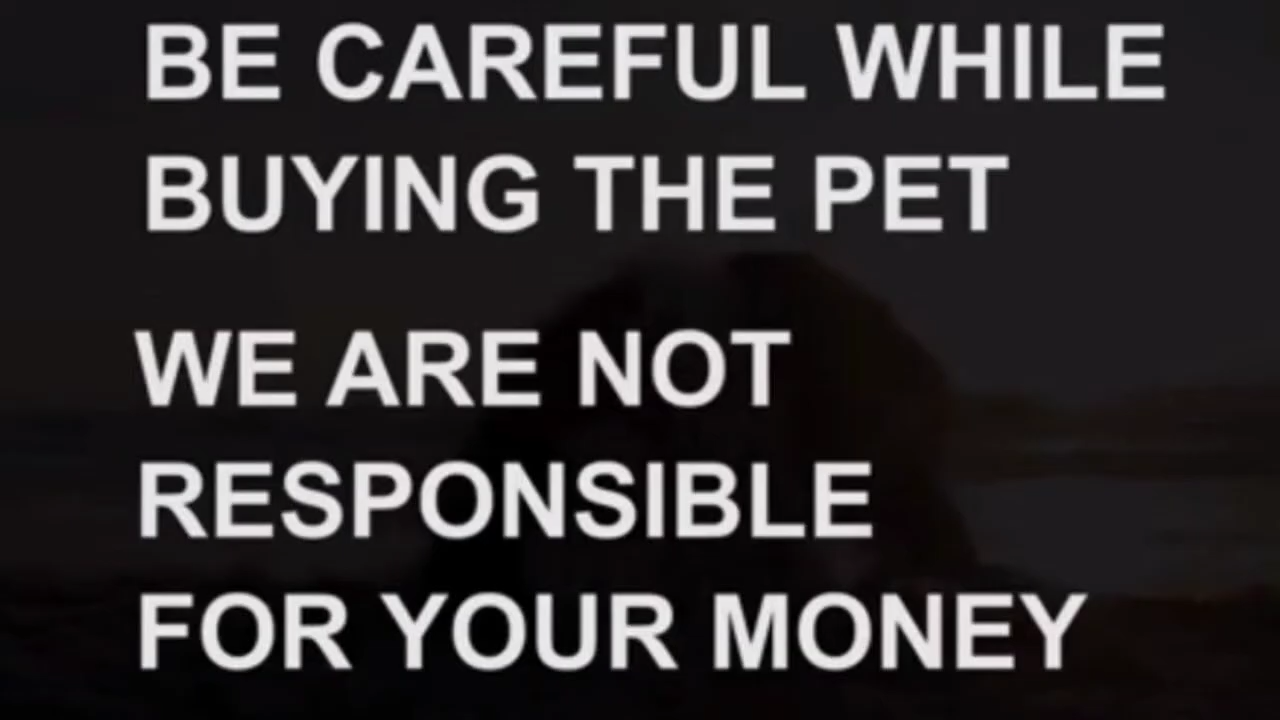 BE CAREFUL WHILE
BUYING THE PET
WE ARE NOT
RESPONSIBLE
FOR YOUR MONEY